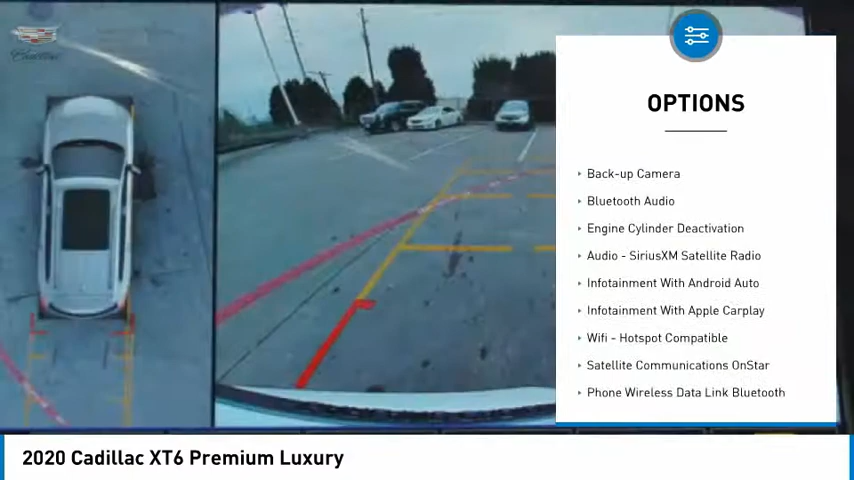 Cadillac
OPTIONS
Back-up Camera
Bluetooth Audio
Engine Cylinder Deactivation
Audio - SiriusXM Satellite Radio
Infotainment With Android Auto
Infotainment With Apple Carplay
Wifi - Hotspot Compatible
Satellite Communications OnStar
Phone Wireless Data Link Bluetooth
2020 Cadillac XT6 Premium Luxury